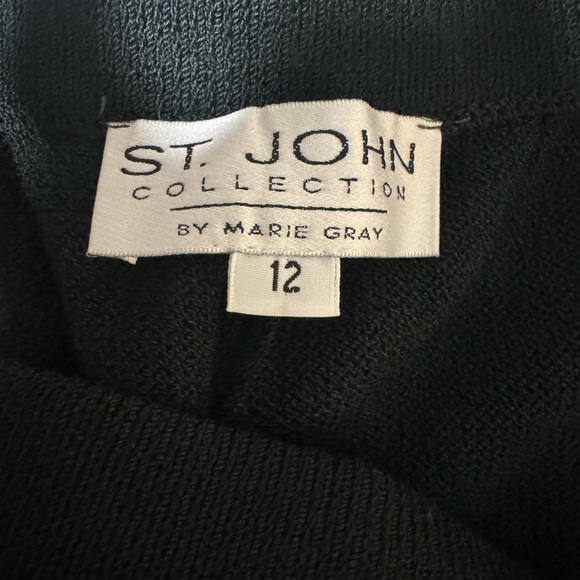 ST. JOHN
COLLECTION
BY MARIE GRAY
12